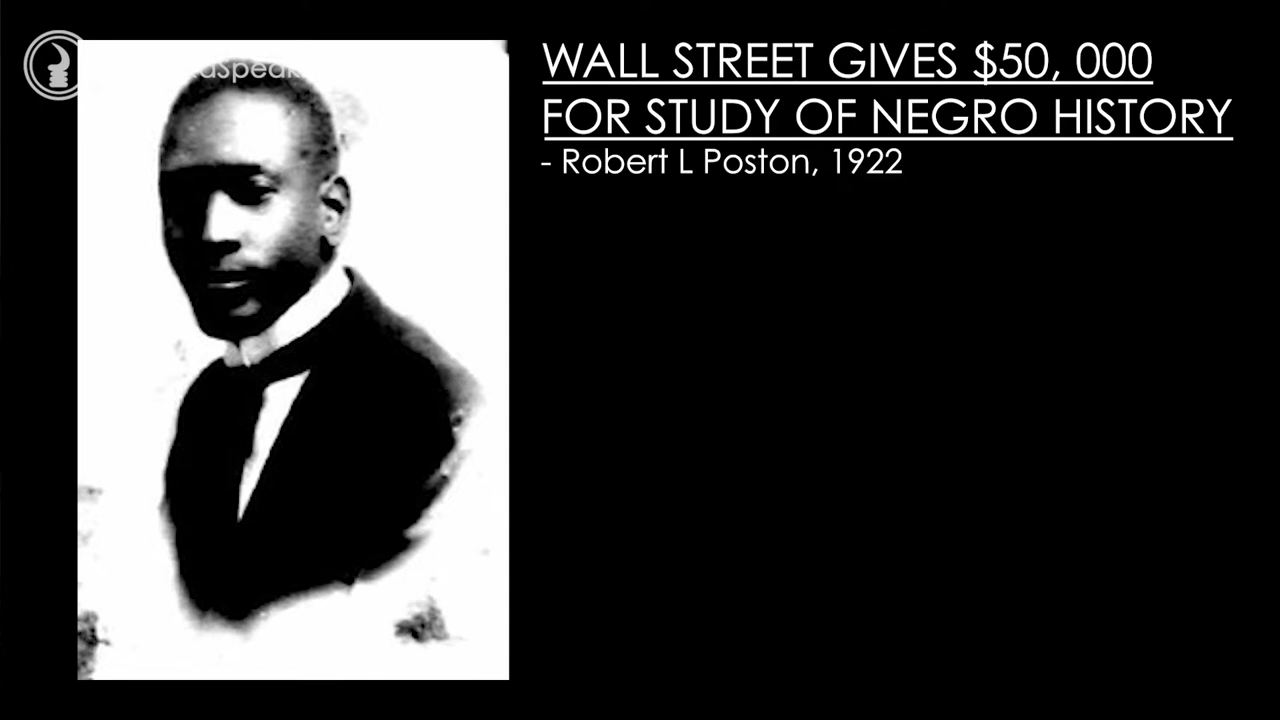 WALL STREET GIVES $50, 000
FOR STUDY OF NEGRO HISTORY
- Robert L Poston, 1922